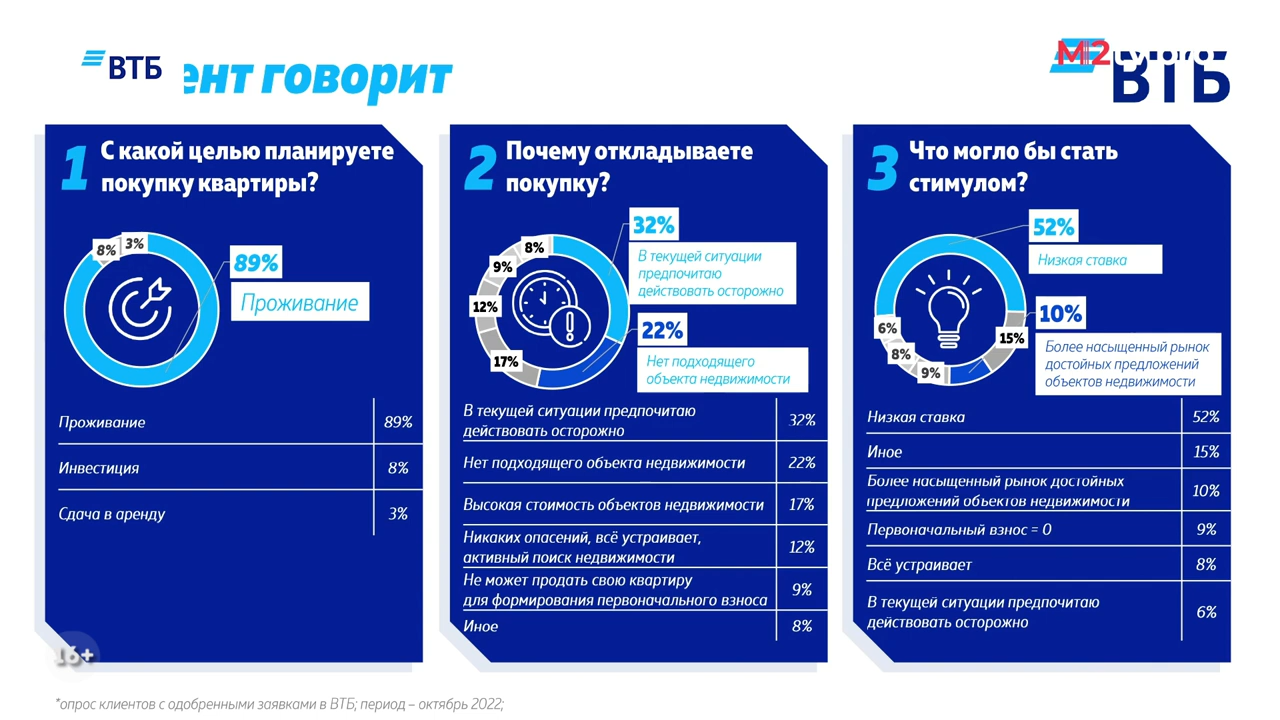 ВТБ
ент говорит
М2
ВТБ
1
С какой целью планируете
покупку квартиры?
8%
3%
89%
Проживание
Проживание 89%
Инвестиция 8%
Сдача в аренду 3%
2
Почему откладываете
покупку?
32%
В текущей ситуации
предпочитаю
действовать осторожно
22%
Нет подходящего
объекта недвижимости
8%
9%
12%
17%
В текущей ситуации предпочитаю
действовать осторожно 32%
Нет подходящего объекта недвижимости 22%
Высокая стоимость объектов недвижимости 17%
Никаких опасений, всё устраивает,
активный поиск недвижимости 12%
Не может продать свою квартиру
для формирования первоначального взноса 9%
Иное 8%
3
Что могло бы стать
стимулом?
52%
Низкая ставка
10%
Более насыщенный рынок
достойных предложений
объектов недвижимости
6%
8%
9%
15%
Низкая ставка 52%
Иное 15%
Более насыщенный рынок достойных
предложений объектов недвижимости 10%
Первоначальный взнос = 0 9%
Всё устраивает 8%
В текущей ситуации предпочитаю
действовать осторожно 6%
16+
*опрос клиентов с одобренными заявками в ВТБ; период – октябрь 2022;